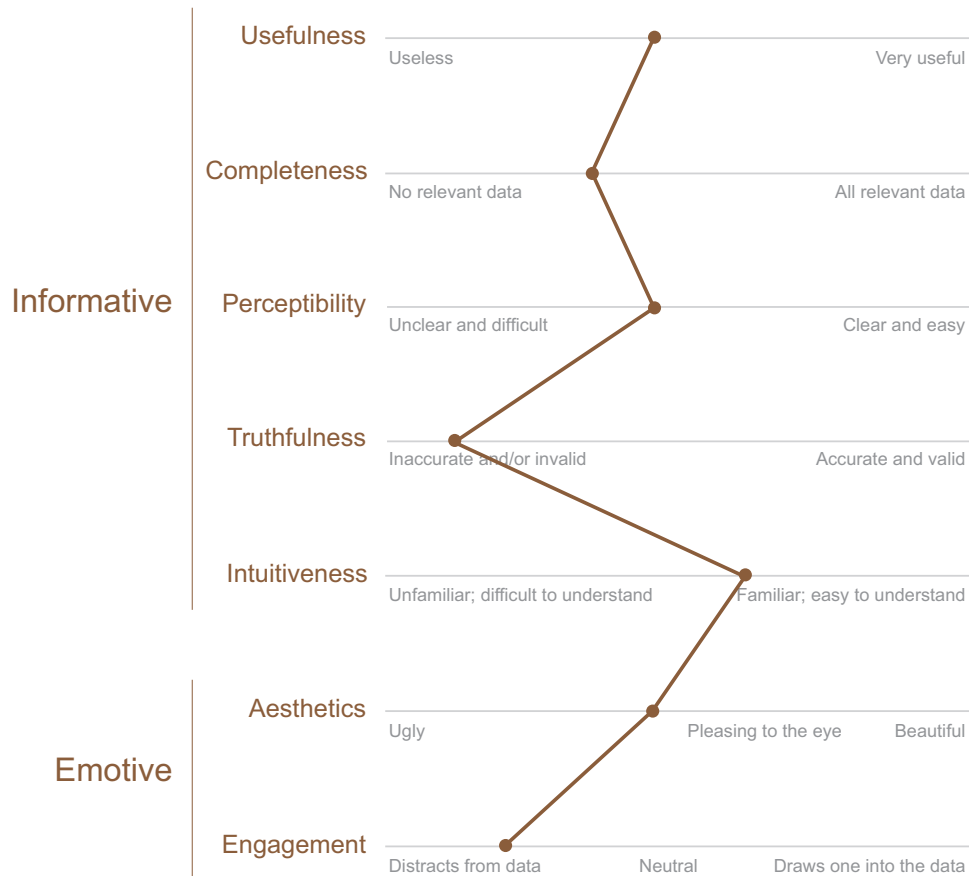 Usefulness
Useless
Very useful
Completeness
No relevant data
All relevant data
Informative
Perceptibility
Unclear and difficult
Clear and easy
Truthfulness
Inaccurate and/or invalid
Accurate and valid
Intuitiveness
Unfamiliar; difficult to understand
Familiar; easy to understand
Emotive
Aesthetics
Ugly
Pleasing to the eye
Beautiful
Engagement
Distracts from data
Neutral
Draws one into the data